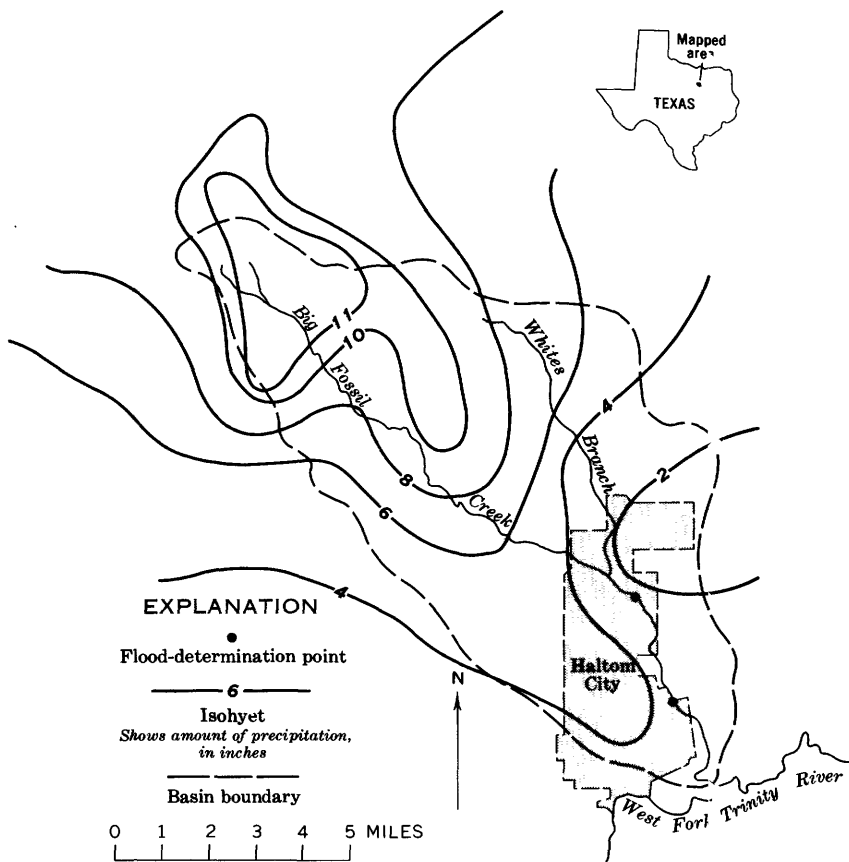 Mapped
TEXAS
Big
11
10
Fossil
Creek
Whites
Branch
4
2
8
6
4
Haltom
City
N
EXPLANATION
Flood-determination point
6
Isohyet
Shows amount of precipitation,
in inches
Basin boundary
0 1 2 3 4 5 MILES
West Trinity River